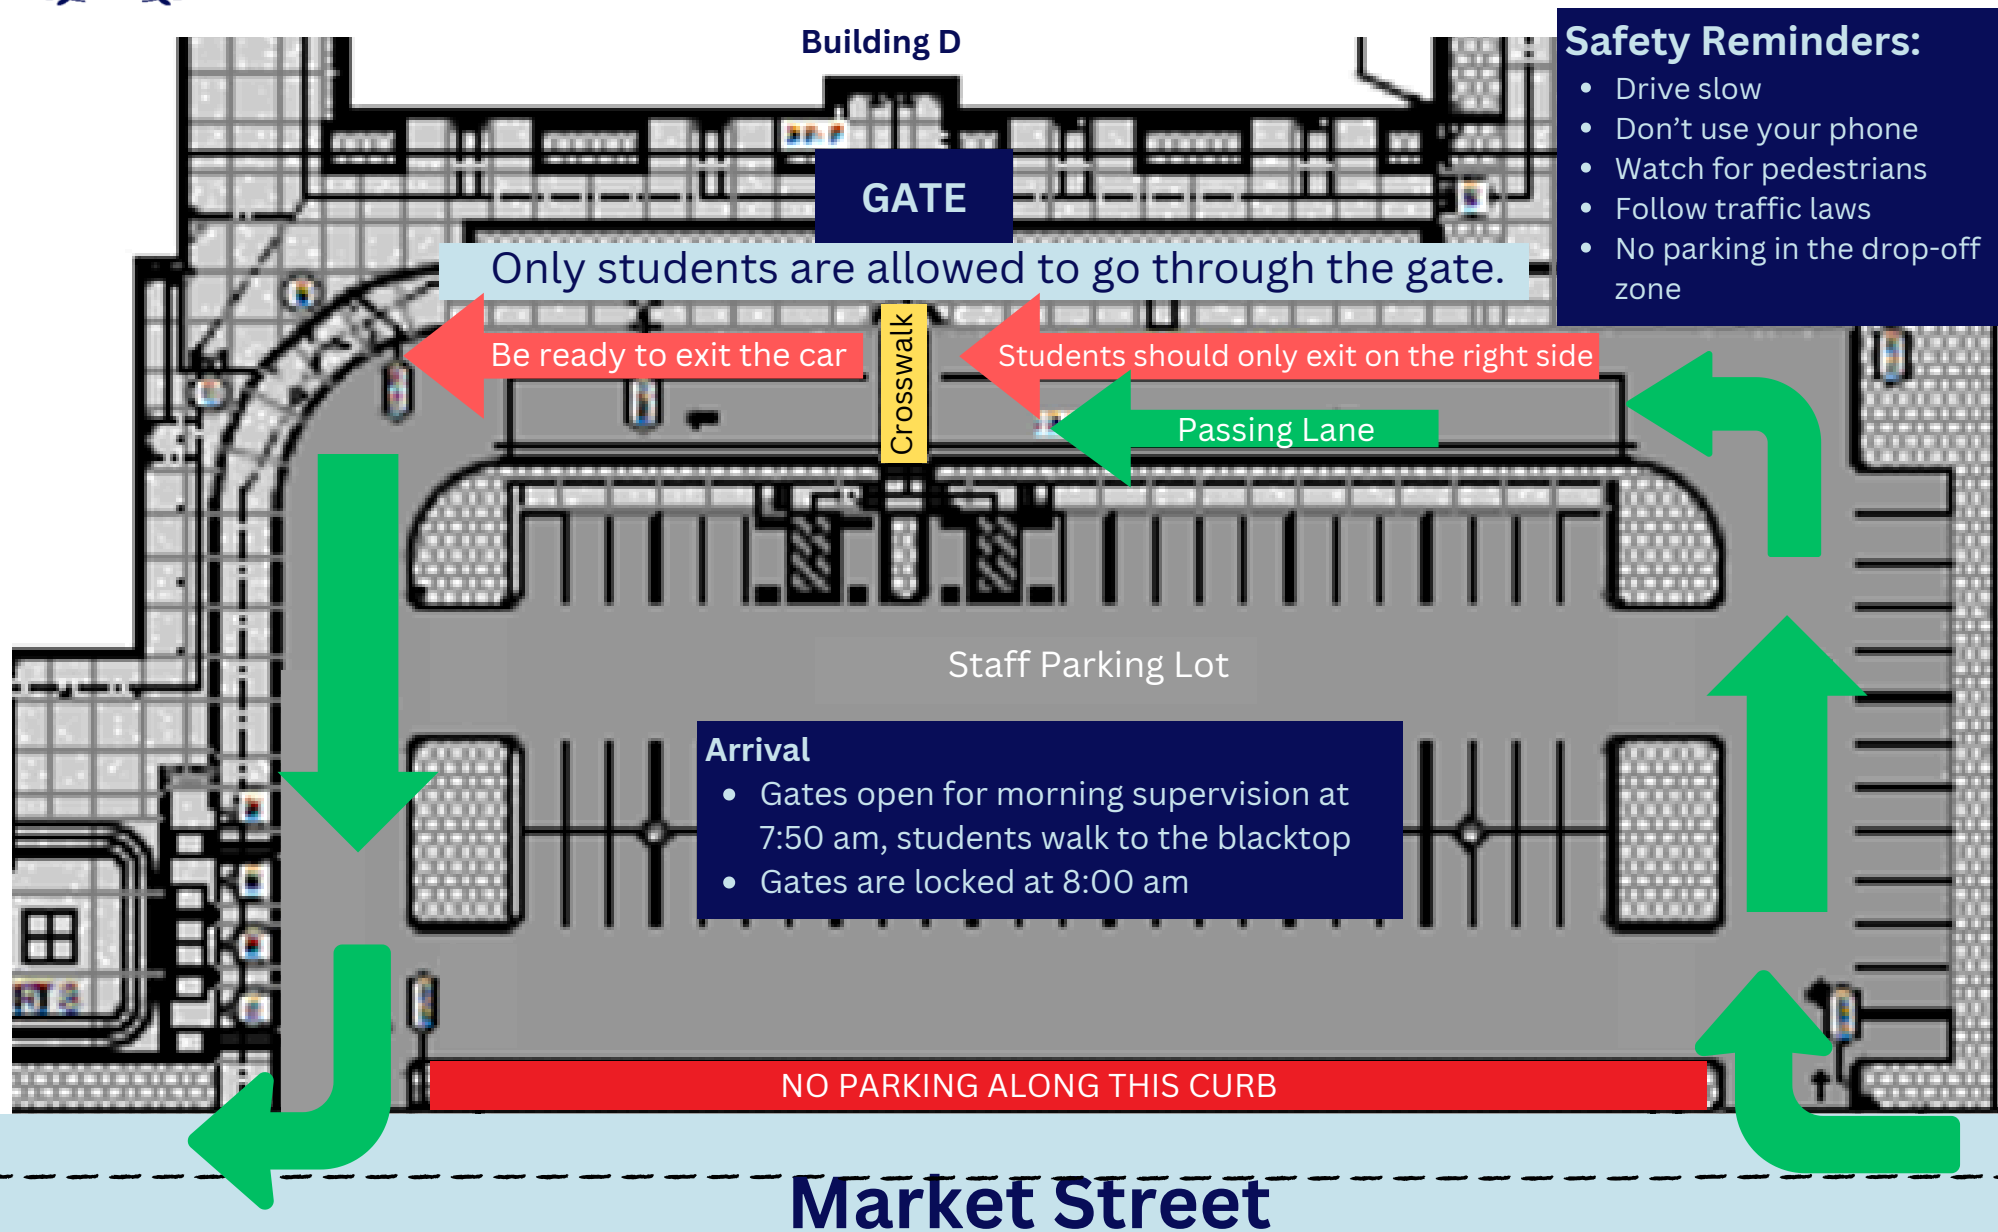 Building D
Safety Reminders:
• Drive slow
• Don’t use your phone
• Watch for pedestrians
• Follow traffic laws
• No parking in the drop-off
zone
GATE
Only students are allowed to go through the gate.
Be ready to exit the car
Crosswalk
Students should only exit on the right side
Passing Lane
Staff Parking Lot
Arrival
• Gates open for morning supervision at
7:50 am, students walk to the blacktop
• Gates are locked at 8:00 am
NO PARKING ALONG THIS CURB
Market Street